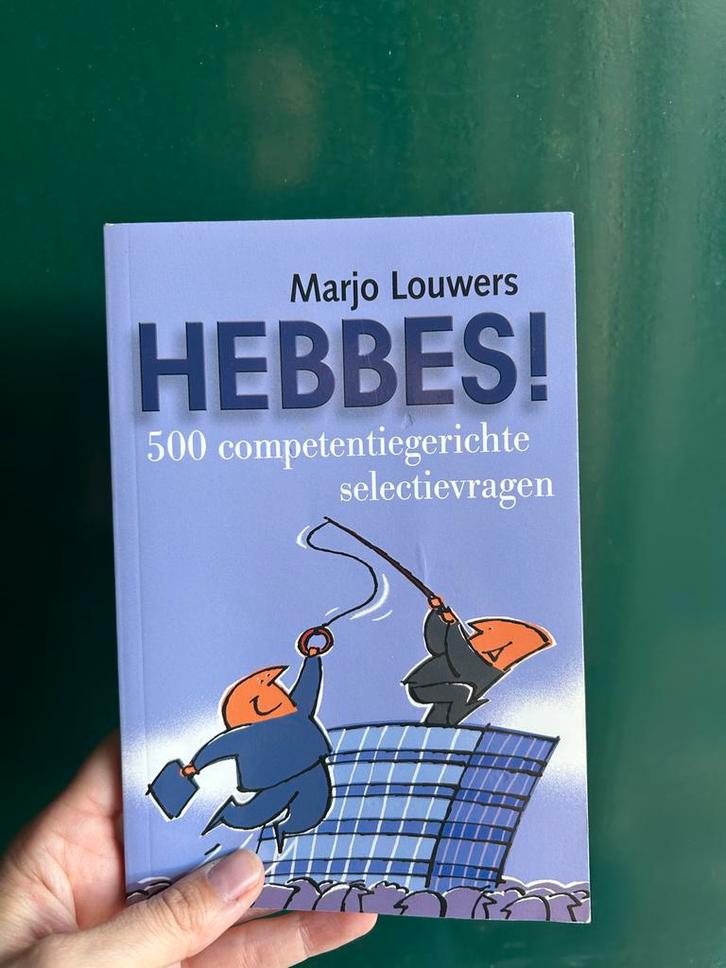 Marjo Louwers
HEBBES!
500 competentiegerichte
selectievragen